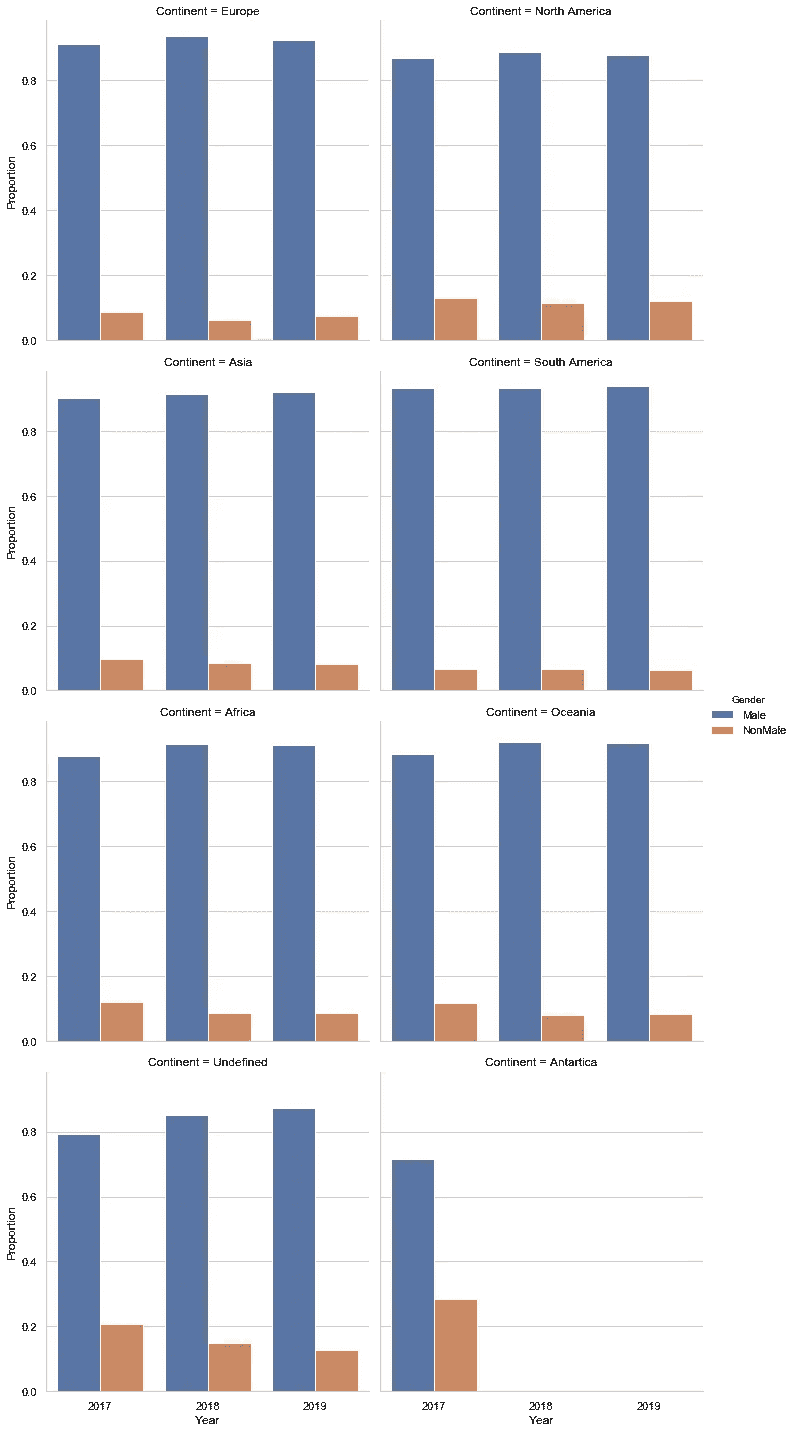 Continent = Europe
Continent = North America
0.8
0.6
0.4
0.2
0.0
Proportion
Continent = Asia
Continent = South America
0.8
0.6
0.4
0.2
0.0
Proportion
Gender
Male
NonMale
Continent = Africa
Continent = Oceania
0.8
0.6
0.4
0.2
0.0
Proportion
Continent = Undefined
Continent = Antartica
0.8
0.6
0.4
0.2
0.0
Proportion
2017 2018 2019
Year
2017 2018 2019
Year